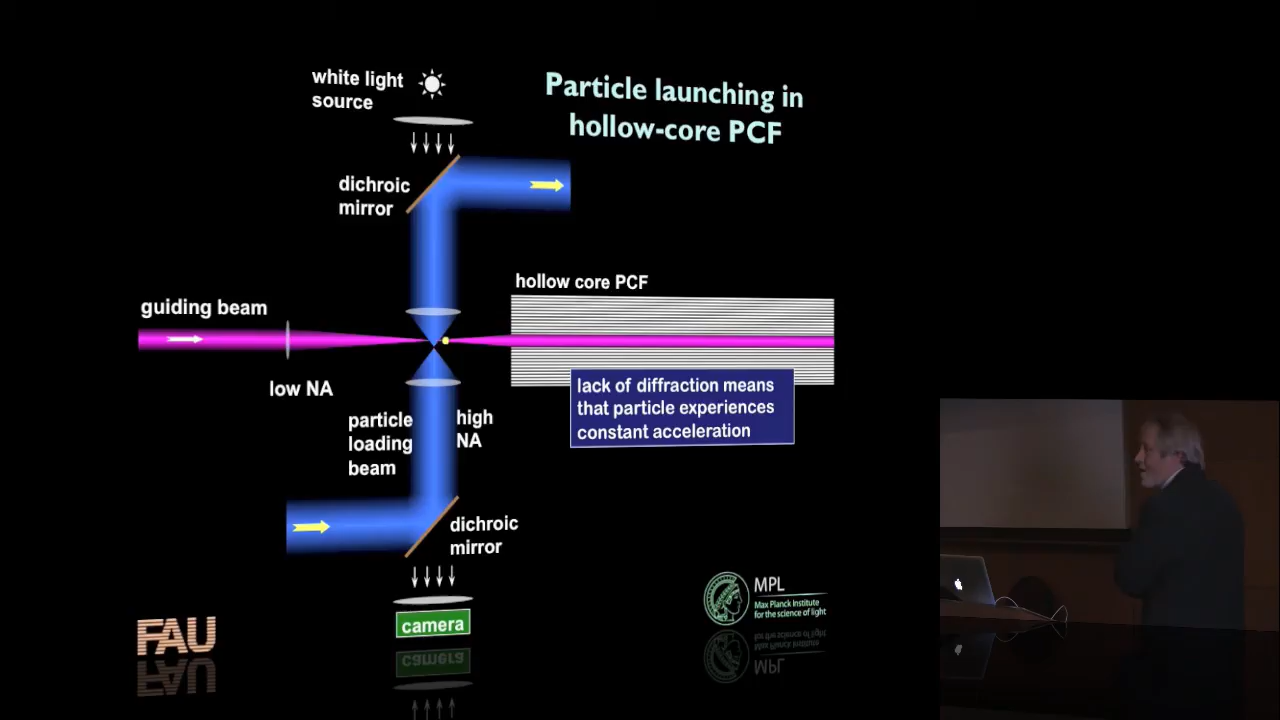 white light
source
Particle launching in
hollow-core PCF
dichroic
mirror
hollow core PCF
guiding beam
low NA
lack of diffraction means
that particle experiences
constant acceleration
particle
loading
beam
high
NA
dichroic
mirror
camera
FAU
MPL
Max Planck Institute
for the science of light